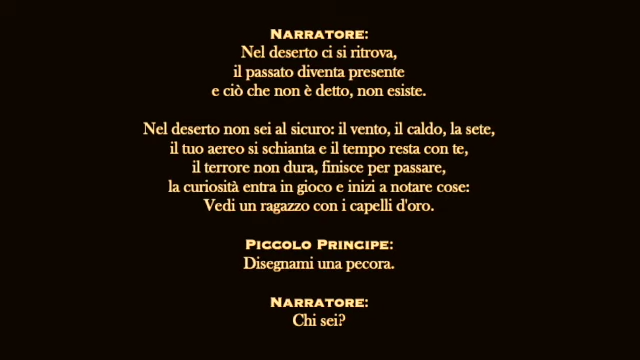 NARRATORE:
Nel deserto ci si ritrova,
il passato diventa presente
e ciò che non è detto, non esiste.
Nel deserto non sei al sicuro: il vento, il caldo, la sete,
il tuo aereo si schianta e il tempo resta con te,
il terrore non dura, finisce per passare,
la curiosità entra in gioco e inizi a notare cose:
Vedi un ragazzo con i capelli d'oro.
PICCOLO PRINCIPE:
Disegnami una pecora.
NARRATORE:
Chi sei?